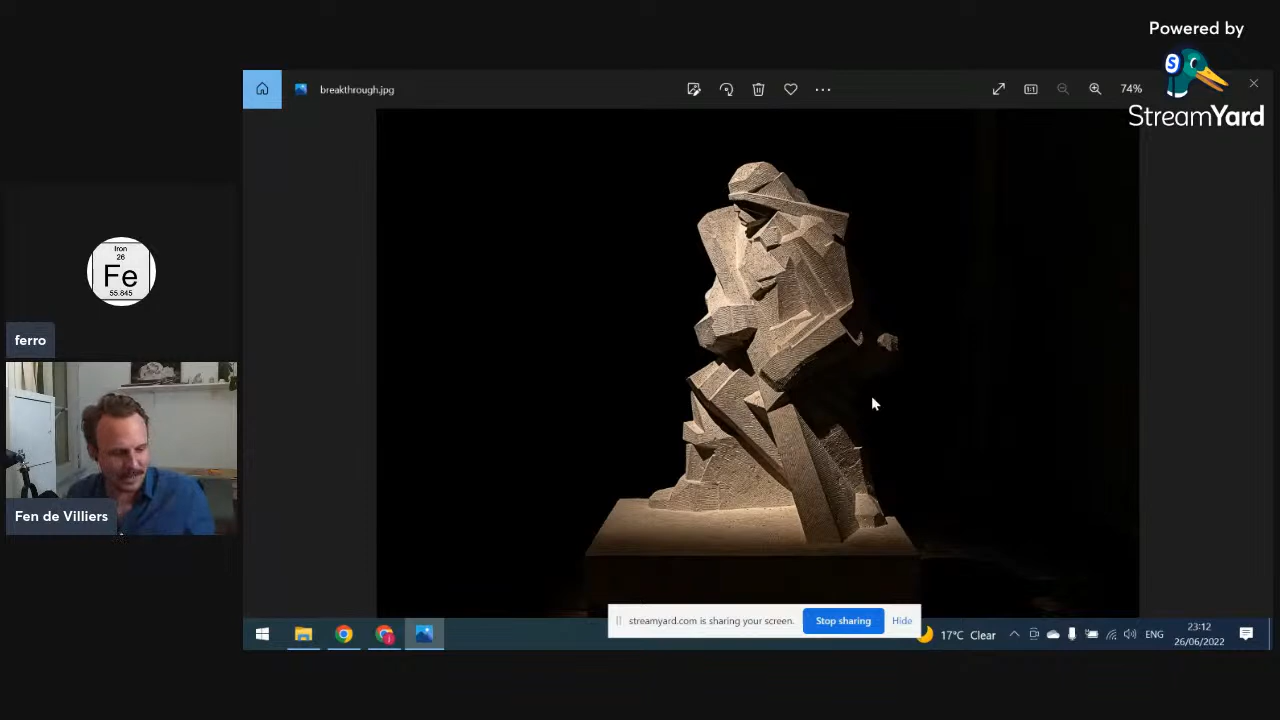 Powered by
StreamYard
breakthrough.jpg
74%
Iron
26
Fe
55.845
ferro
Fen de Villiers
streamyard.com is sharing your screen.
Stop sharing
Hide
17°C Clear
ENG
23:12
26/06/2022